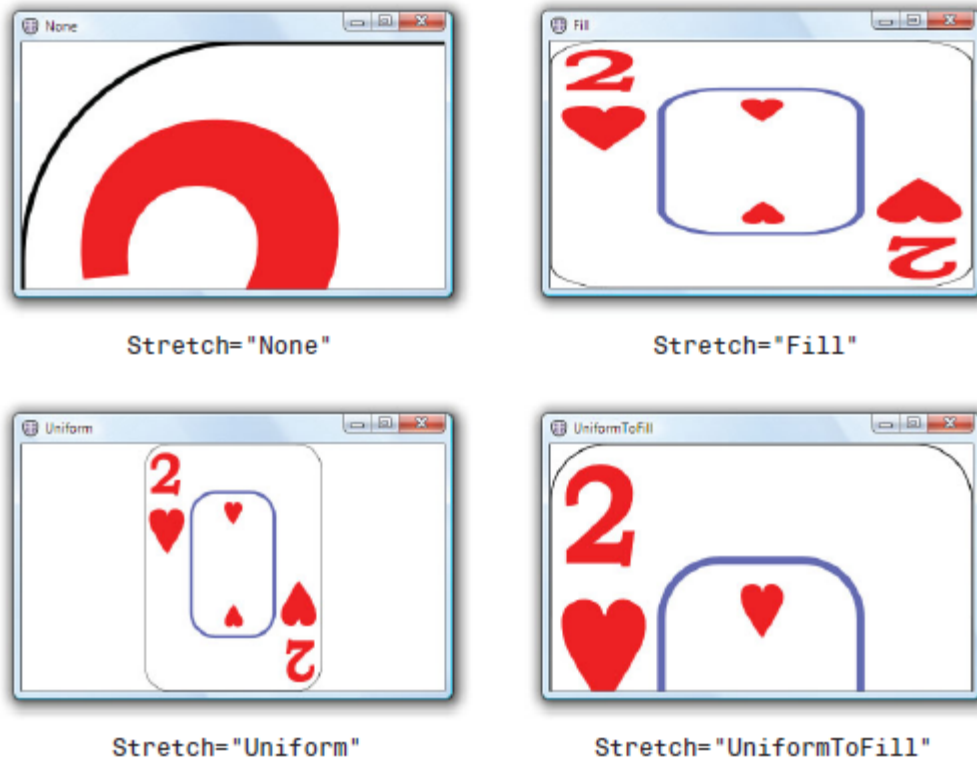 None
Fill
2
2
Stretch="None"
Stretch="Fill"
Uniform
UniformToFill
2
2
2
Stretch="Uniform"
Stretch="UniformToFill"